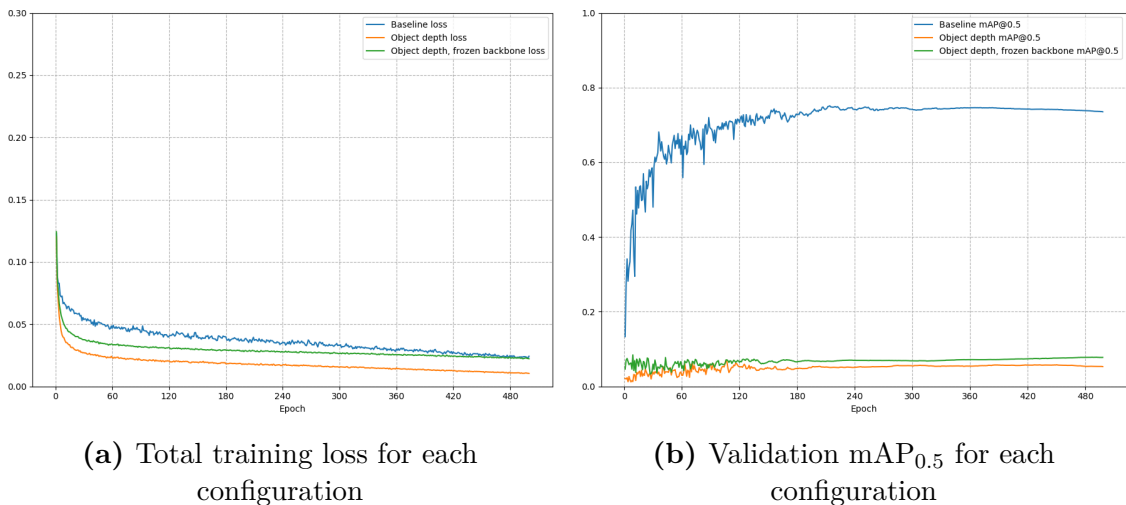 0.30
0.25
0.20
0.15
0.10
0.05
0.00
Baseline loss
Object depth loss
Object depth, frozen backbone loss
0 60 120 180 240 300 360 420 480
Epoch
1.0
0.8
0.6
0.4
0.2
0.0
Baseline mAP@0.5
Object depth mAP@0.5
Object depth, frozen backbone mAP@0.5
0 60 120 180 240 300 360 420 480
Epoch
(a) Total training loss for each
configuration
(b) Validation mAP0.5 for each
configuration